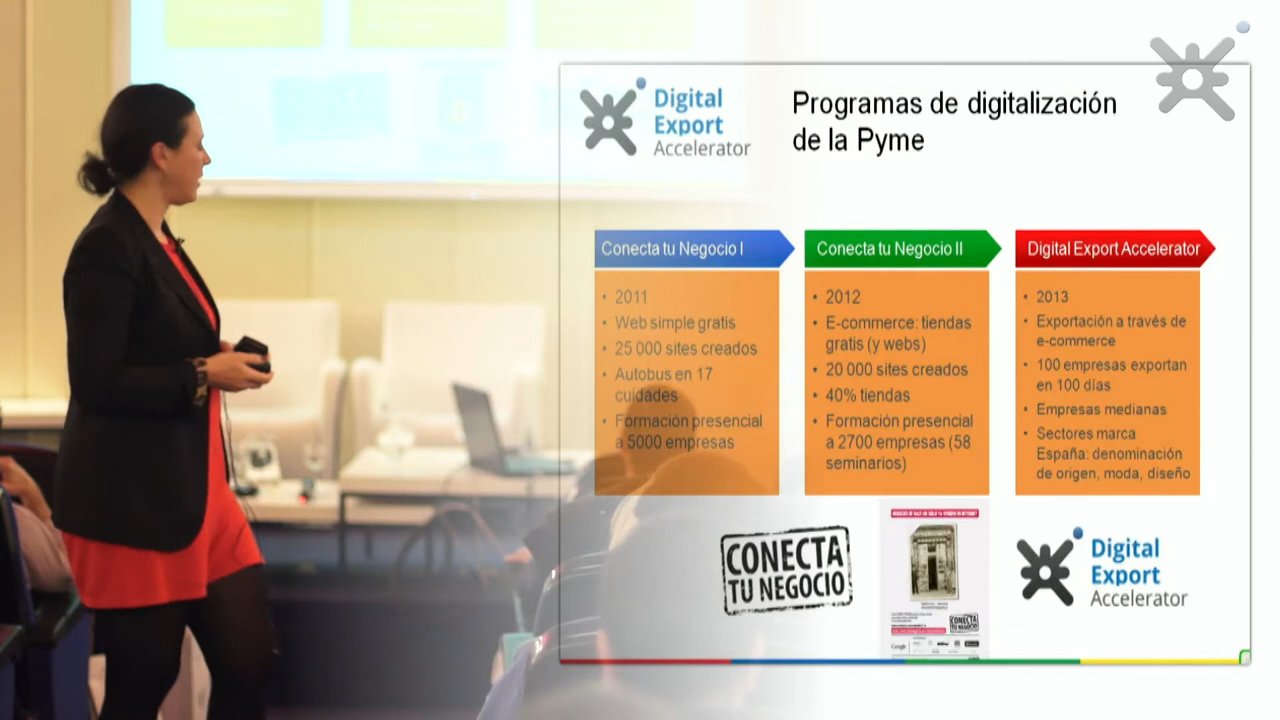 Digital
Export
Accelerator
Programas de digitalización
de la Pyme
Conecta tu Negocio I
• 2011
• Web simple gratis
• 25 000 sites creados
• Autobus en 17
cuidades
• Formación presencial
a 5000 empresas
Conecta tu Negocio II
• 2012
• E-commerce: tiendas
gratis (y webs)
• 20 000 sites creados
• 40% tiendas
• Formación presencial
a 2700 empresas (58
seminarios)
Digital Export Accelerator
• 2013
• Exportación a través de
e-commerce
• 100 empresas exportan
en 100 días
• Empresas medianas
• Sectores marca
España: denominación
de origen, moda, diseño
CONECTA
TU NEGOCIO
CONECTA
TU NEGOCIO
Google
Digital
Export
Accelerator